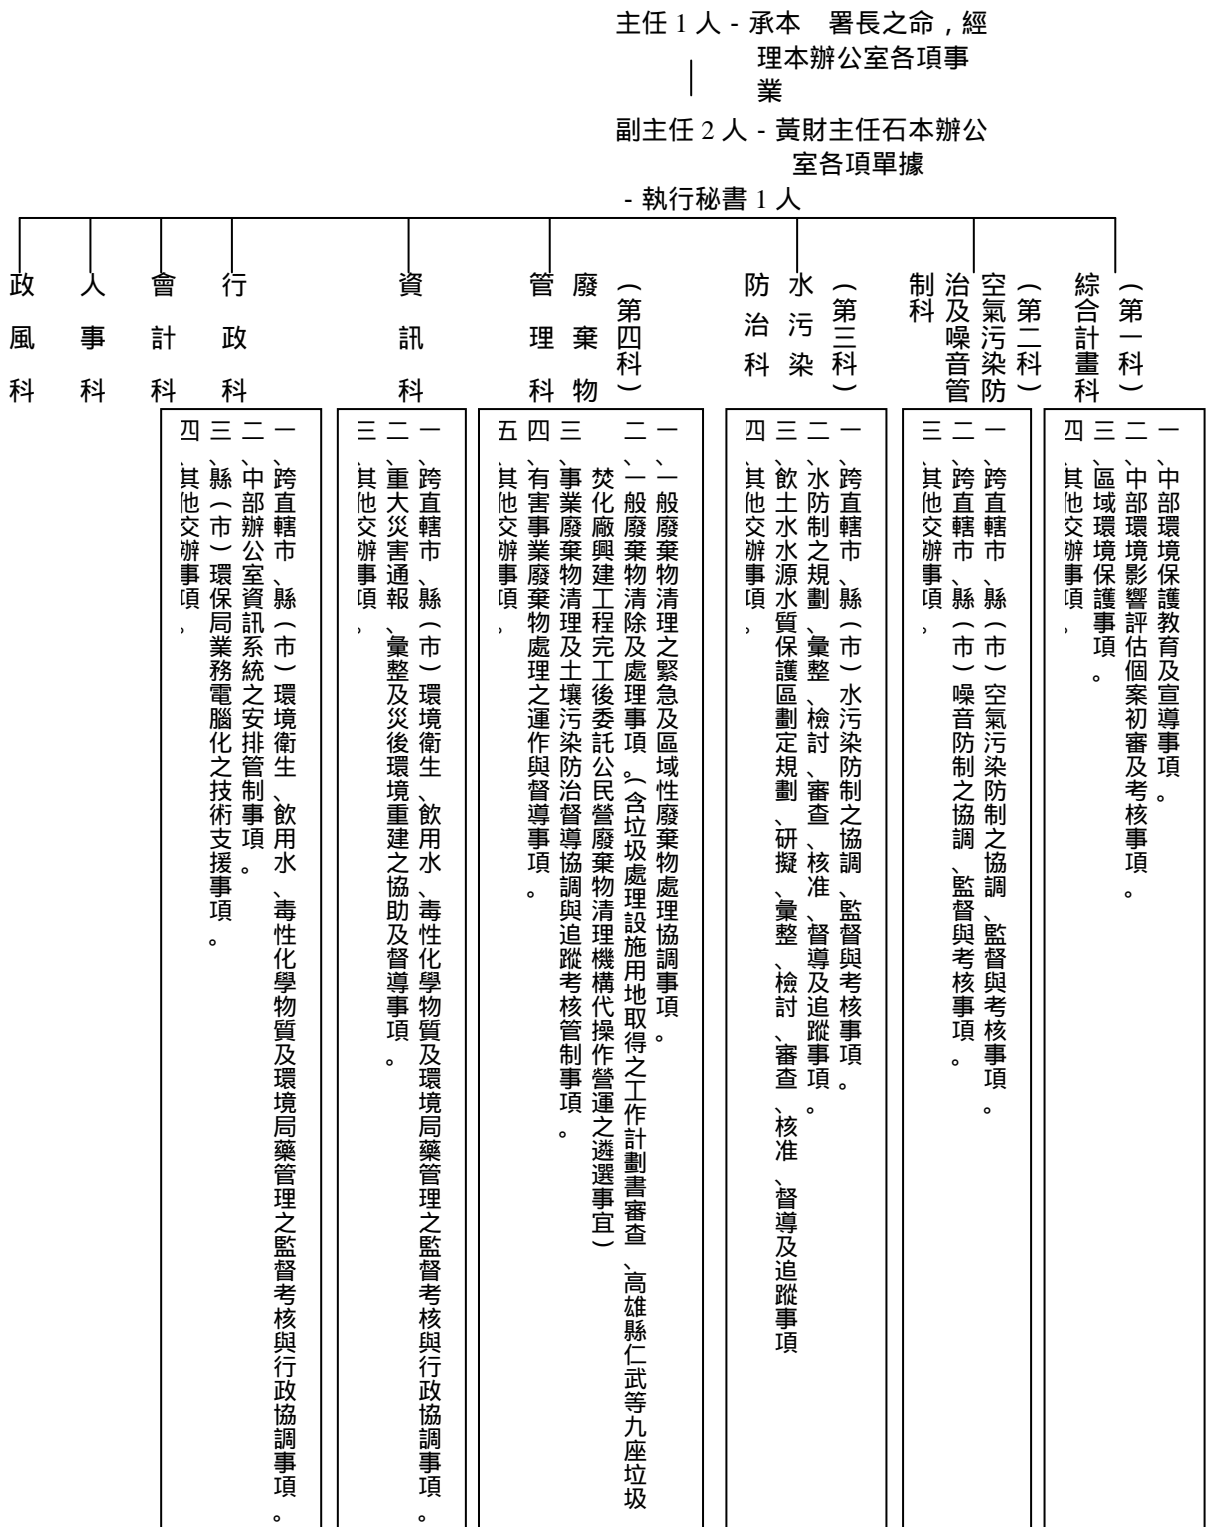 主任 1 人 - 承本　署長之命，經
理本辦公室各項事
業
副主任 2 人 - 黃財主任石本辦公
室各項單據
- 執行秘書 1 人
（第一科）
綜合計畫科
（第二科）
空氣污染防
治及噪音管
制科
（第三科）
水污染
防治科
（第四科）
廢棄物
管理科
資訊科
行政科
會計科
人事科
政風科
一、中部環境保護教育及宣導事項。
二、中部環境影響評估個案初審及考核事項。
三、區域環境保護事項。
四、其他交辦事項。
一、跨直轄市、縣（市）空氣污染防制之協調、監督與考核事項。
二、跨直轄市、縣（市）噪音防制之協調、監督與考核事項。
三、其他交辦事項。
一、跨直轄市、縣（市）水污染防制之協調、監督與考核事項。
二、水防制之規劃、彙整、檢討、審查、核准、督導及追蹤事項。
三、飲土水水源水質保護區劃定規劃、研擬、彙整、檢討、審查、核准、督導及追蹤事項
四、其他交辦事項。
一、一般廢棄物清理之緊急及區域性廢棄物處理協調事項。
二、一般廢棄物清除及處理事項。（含垃圾處理設施用地取得之工作計劃書審查、高雄縣仁武等九座垃圾
焚化廠興建工程完工後委託公民營廢棄物清理機構代操作營運之遴選事宜）
三、事業廢棄物清理及土壤污染防治督導協調與追蹤考核管制事項。
四、有害事業廢棄物處理之運作與督導事項。
五、其他交辦事項。
一、跨直轄市、縣（市）環境衛生、飲用水、毒性化學物質及環境局藥管理之監督考核與行政協調事項。
二、重大災害通報、彙整及災後環境重建之協助及督導事項。
三、其他交辦事項。
一、跨直轄市、縣（市）環境衛生、飲用水、毒性化學物質及環境局藥管理之監督考核與行政協調事項。
二、中部辦公室資訊系統之安排管制事項。
三、縣（市）環保局業務電腦化之技術支援事項。
四、其他交辦事項。